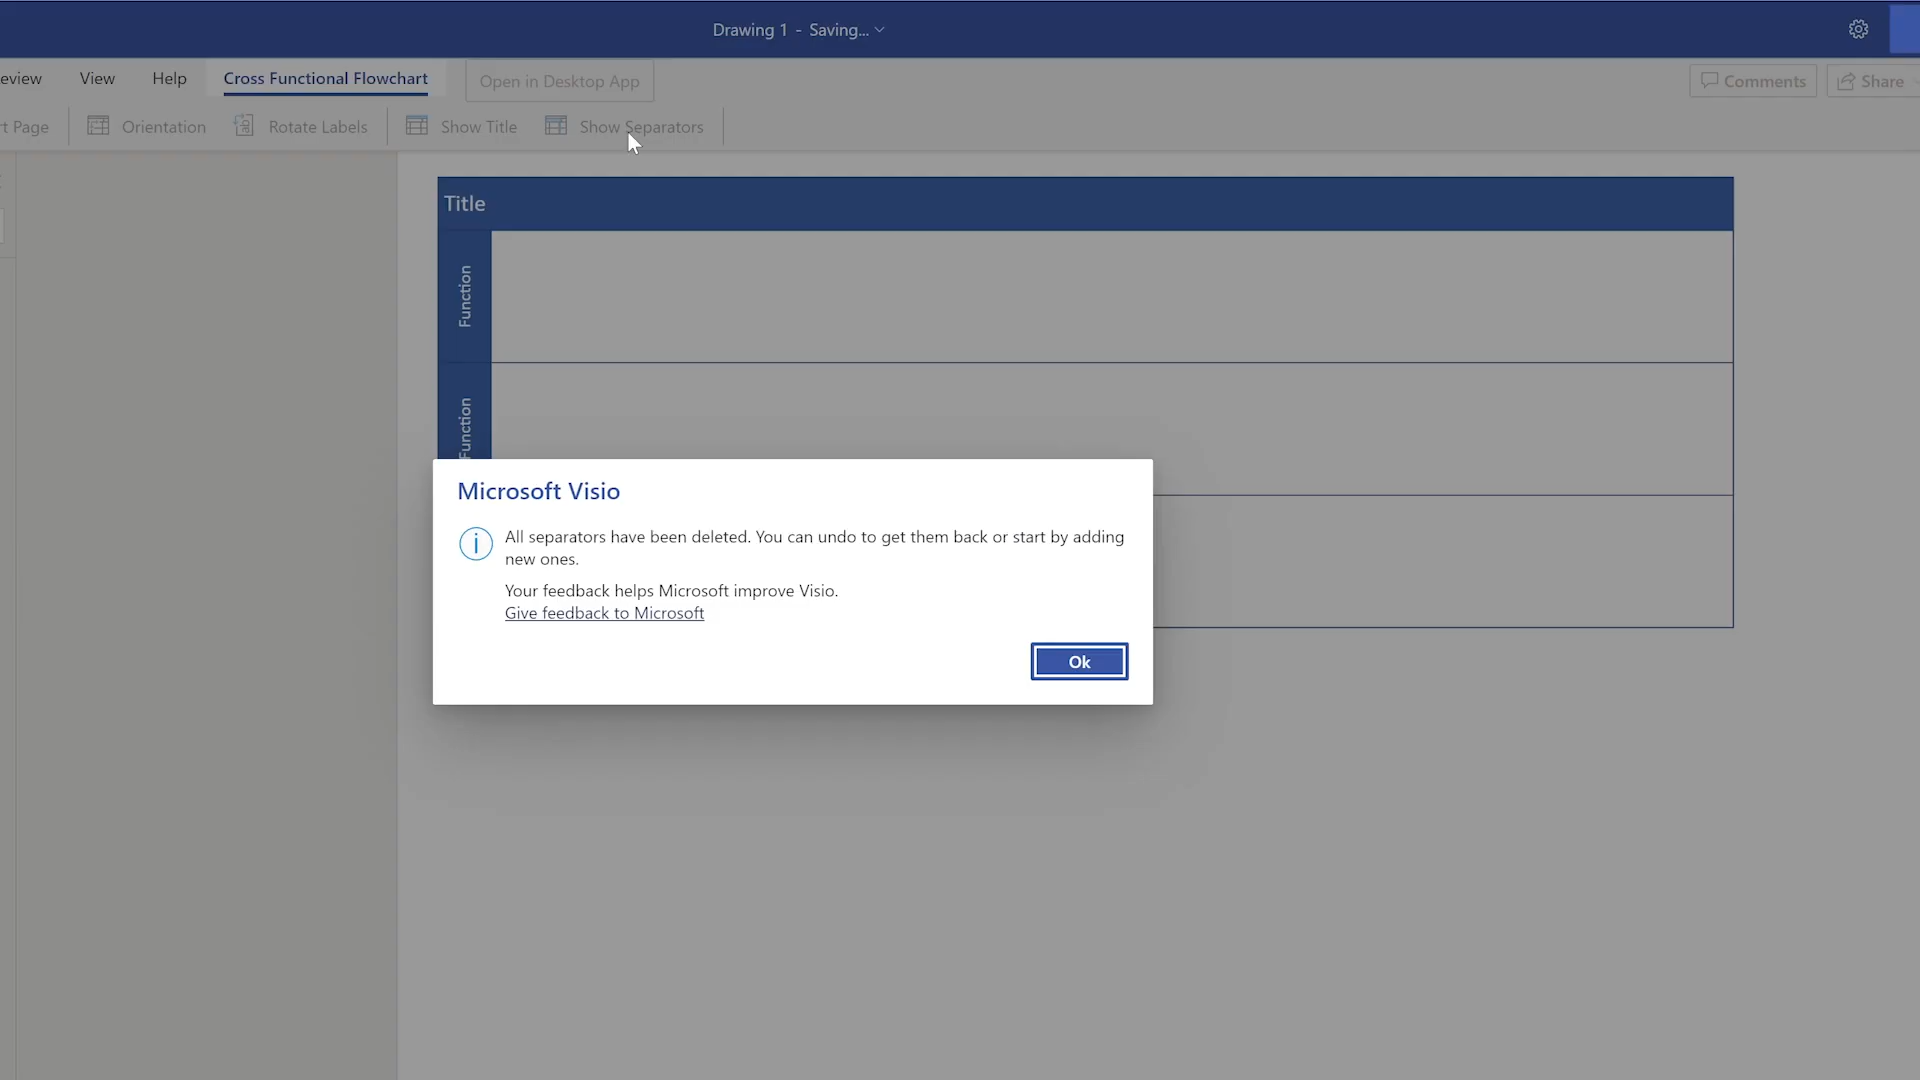 Drawing 1 - Saving...
eview View Help Cross Functional Flowchart Open in Desktop App Comments Share
t Page Orientation Rotate Labels Show Title Show Separators
Title
Function
Function
Microsoft Visio
All separators have been deleted. You can undo to get them back or start by adding
new ones.
Your feedback helps Microsoft improve Visio.
Give feedback to Microsoft
Ok